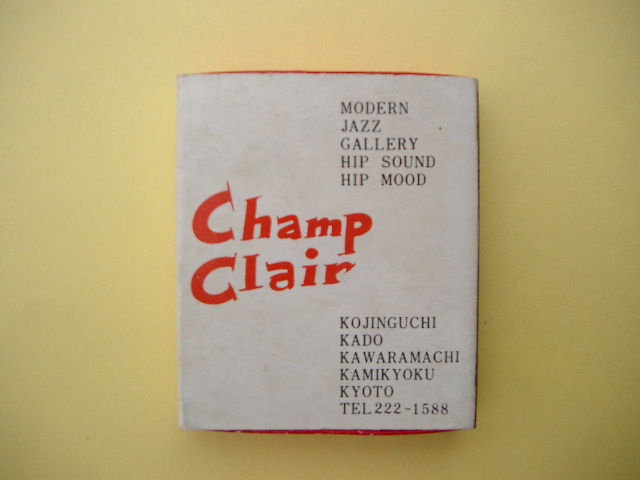 MODERN
JAZZ
GALLERY
HIP SOUND
HIP MOOD
Champ
Clair
KOJINGUCHI
KADO
KAWARAMACHI
KAMIKYOKU
KYOTO
TEL 222-1588